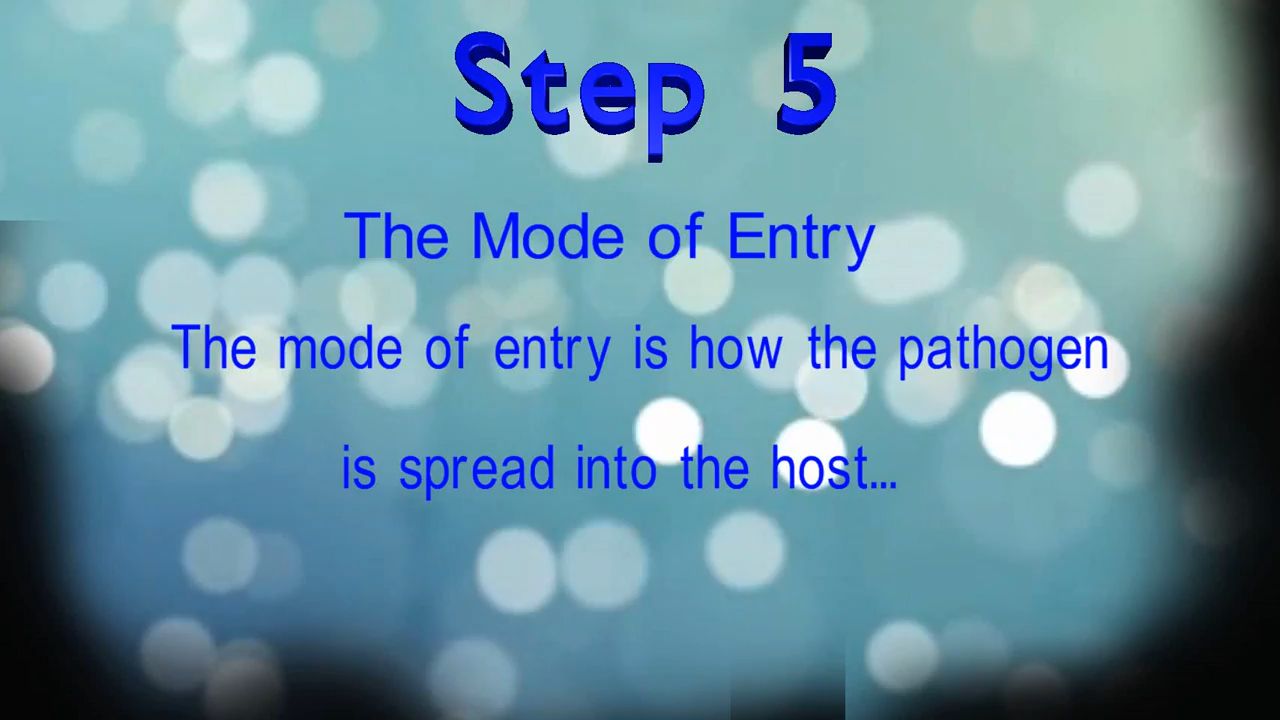 Step 5
The Mode of Entry
The mode of entry is how the pathogen
is spread into the host...